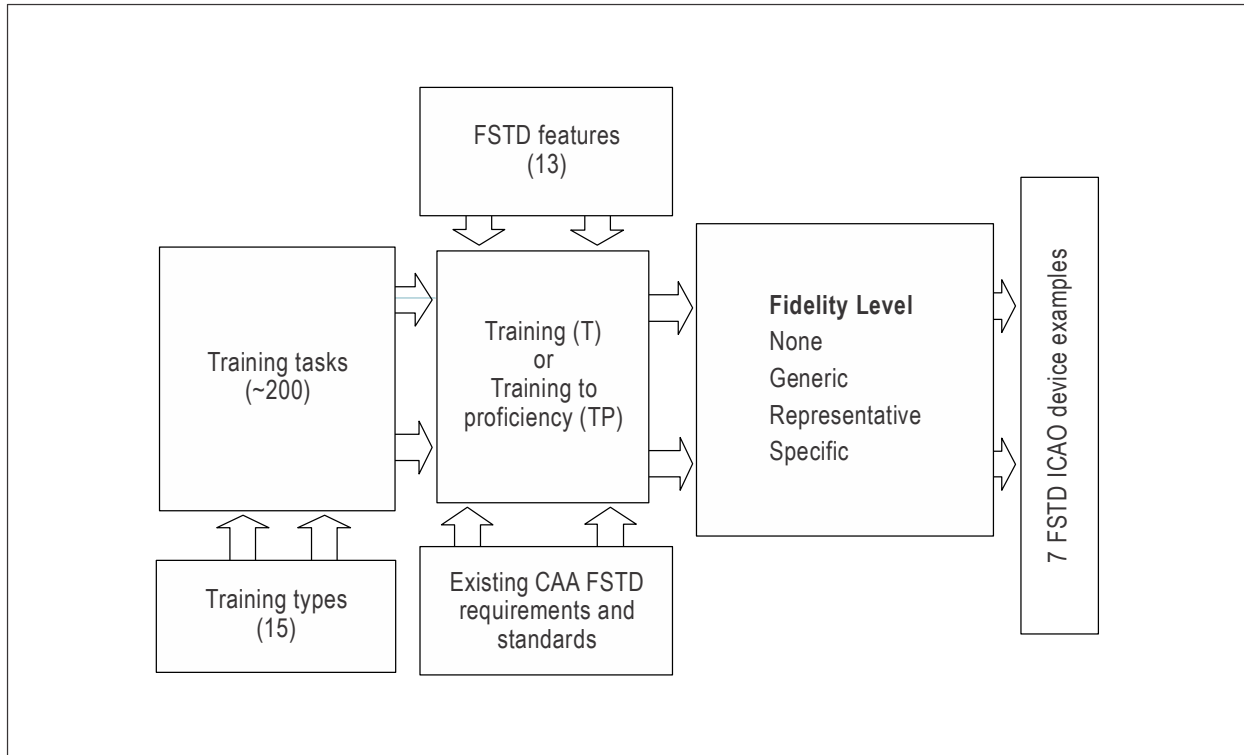 FSTD features
(13)
Training tasks
(~200)
Training (T)
or
Training to
proficiency (TP)
Fidelity Level
None
Generic
Representative
Specific
7 FSTD ICAO device examples
Training types
(15)
Existing CAA FSTD
requirements and
standards